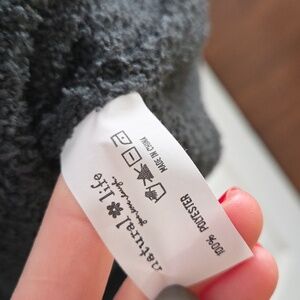 natural life
MADE IN CHINA
100% POLYESTER